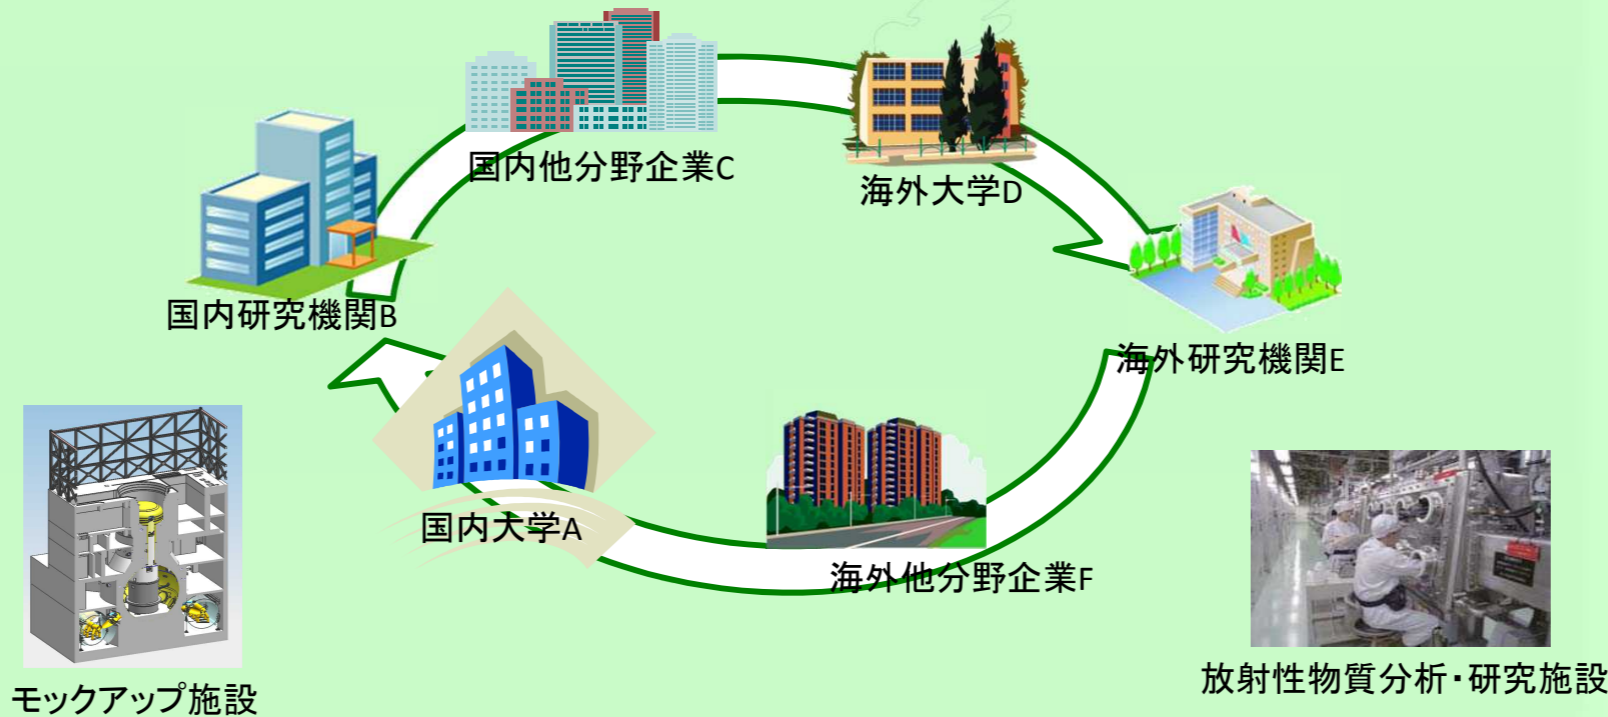 国内他分野企業C
海外大学D
国内研究機関B
海外研究機関E
国内大学A
海外他分野企業F
モックアップ施設
放射性物質分析・研究施設